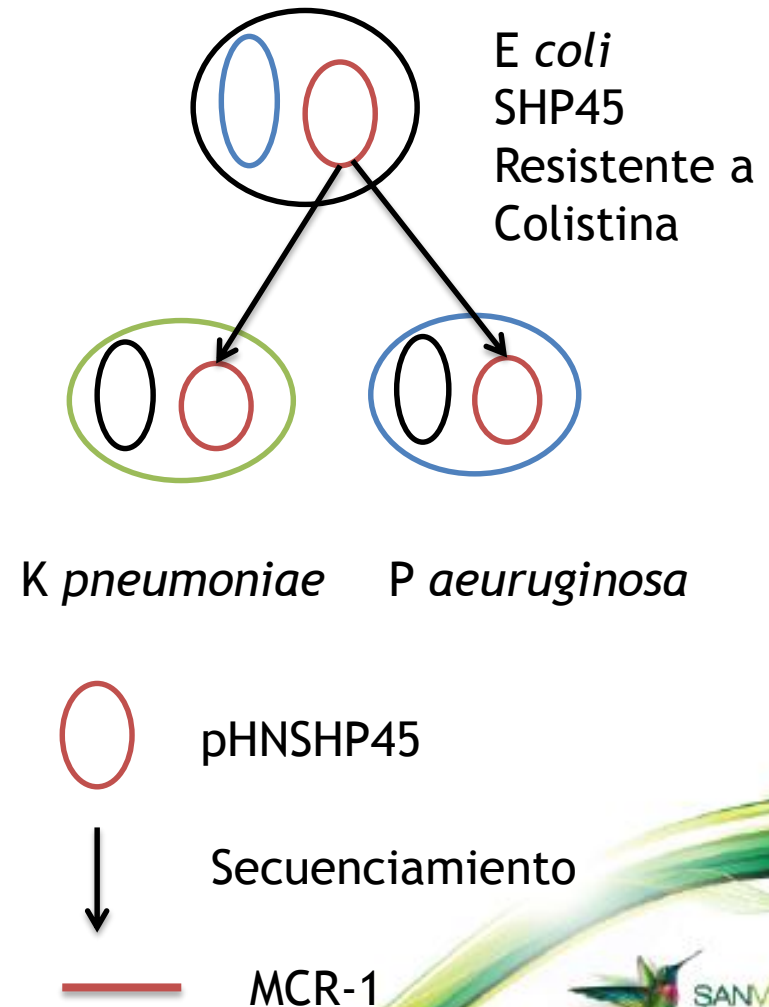 E coli
SHP45
Resistente a
Colistina
K pneumoniae P aeuruginosa
pHNSHP45
Secuenciamiento
MCR-1